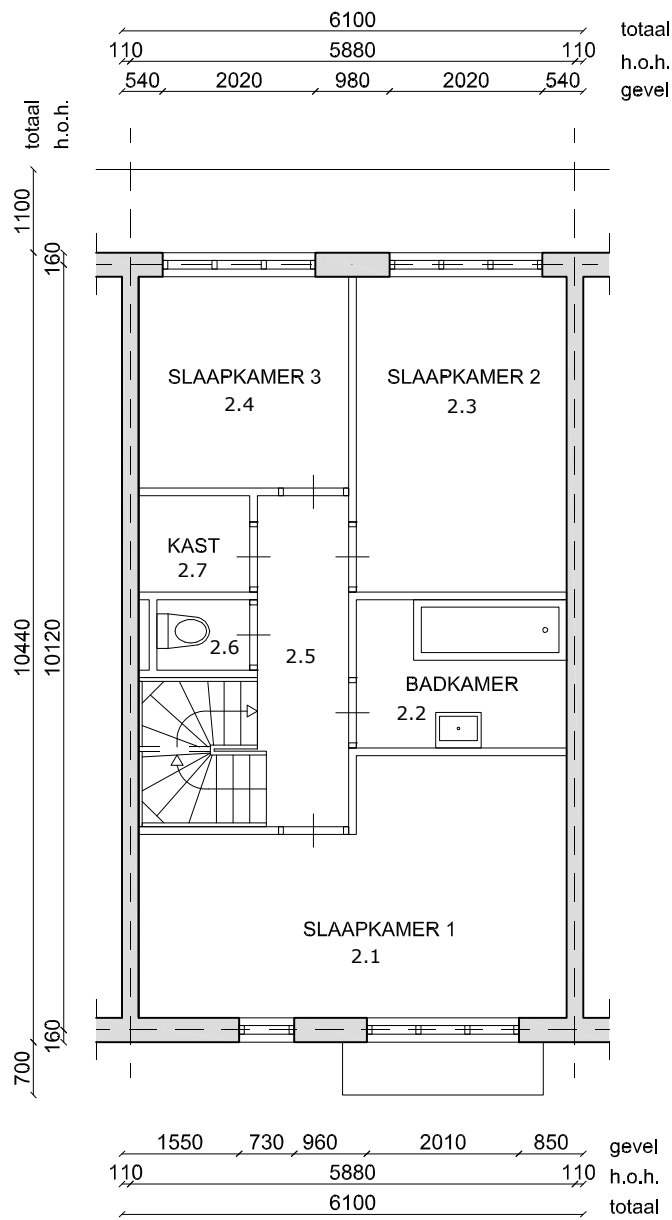 6100 totaal
110 5880 110 h.o.h.
540 2020 980 2020 540 gevel
totaal
h.o.h.
1100
160 160
SLAAPKAMER 3 SLAAPKAMER 2
2.4 2.3
KAST
2.7
2.6 2.5
10440 10120
BADKAMER
2.2
SLAAPKAMER 1
2.1
700
1550 730 960 2010 850 gevel
110 5880 110 h.o.h.
6100 totaal